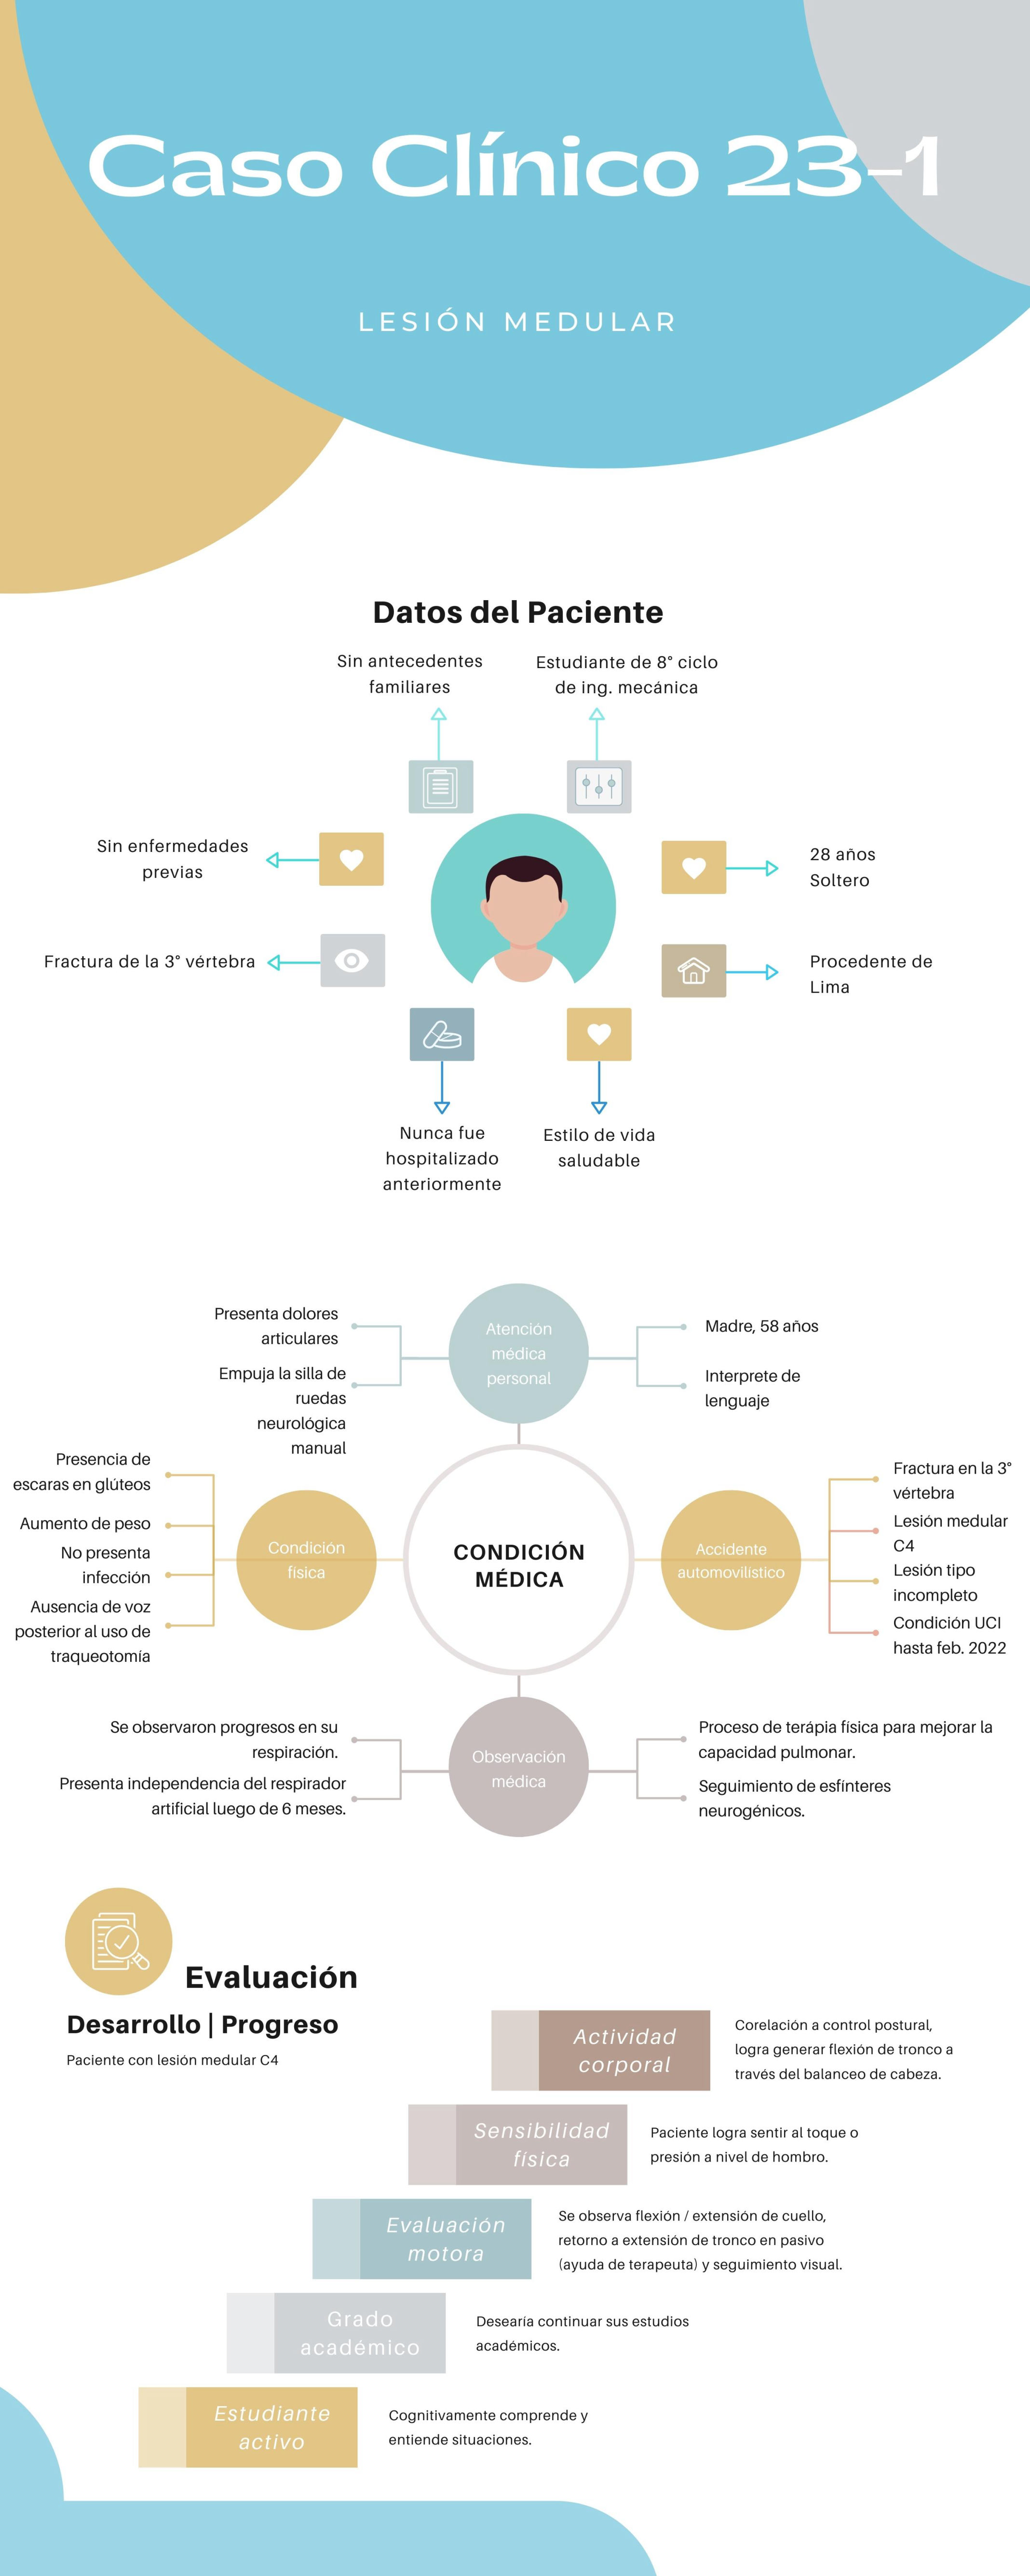 Caso Clínico 23-1
LESIÓN MEDULAR
Datos del Paciente
Sin antecedentes
familiares
Estudiante de 8° ciclo
de ing. mecánica
Sin enfermedades
previas
28 años
Soltero
Fractura de la 3° vértebra
Procedente de
Lima
Nunca fue
hospitalizado
anteriormente
Estilo de vida
saludable
Presenta dolores
articulares
Empuja la silla de
ruedas
neurológica
manual
Atención
médica
personal
Madre, 58 años
Interprete de
lenguaje
Presencia de
escaras en glúteos
Aumento de peso
No presenta
infección
Ausencia de voz
posterior al uso de
traqueotomía
Condición
física
CONDICIÓN
MÉDICA
Accidente
automovilístico
Fractura en la 3°
vértebra
Lesión medular
C4
Lesión tipo
incompleto
Condición UCI
hasta feb. 2022
Se observaron progresos en su
respiración.
Presenta independencia del respirador
artificial luego de 6 meses.
Observación
médica
Proceso de terápia física para mejorar la
capacidad pulmonar.
Seguimiento de esfínteres
neurogénicos.
Evaluación
Desarrollo | Progreso
Paciente con lesión medular C4
Actividad
corporal
Corelación a control postural,
logra generar flexión de tronco a
través del balanceo de cabeza.
Sensibilidad
física
Paciente logra sentir al toque o
presión a nivel de hombro.
Evaluación
motora
Se observa flexión / extensión de cuello,
retorno a extensión de tronco en pasivo
(ayuda de terapeuta) y seguimiento visual.
Grado
académico
Desearía continuar sus estudios
académicos.
Estudiante
activo
Cognitivamente comprende y
entiende situaciones.